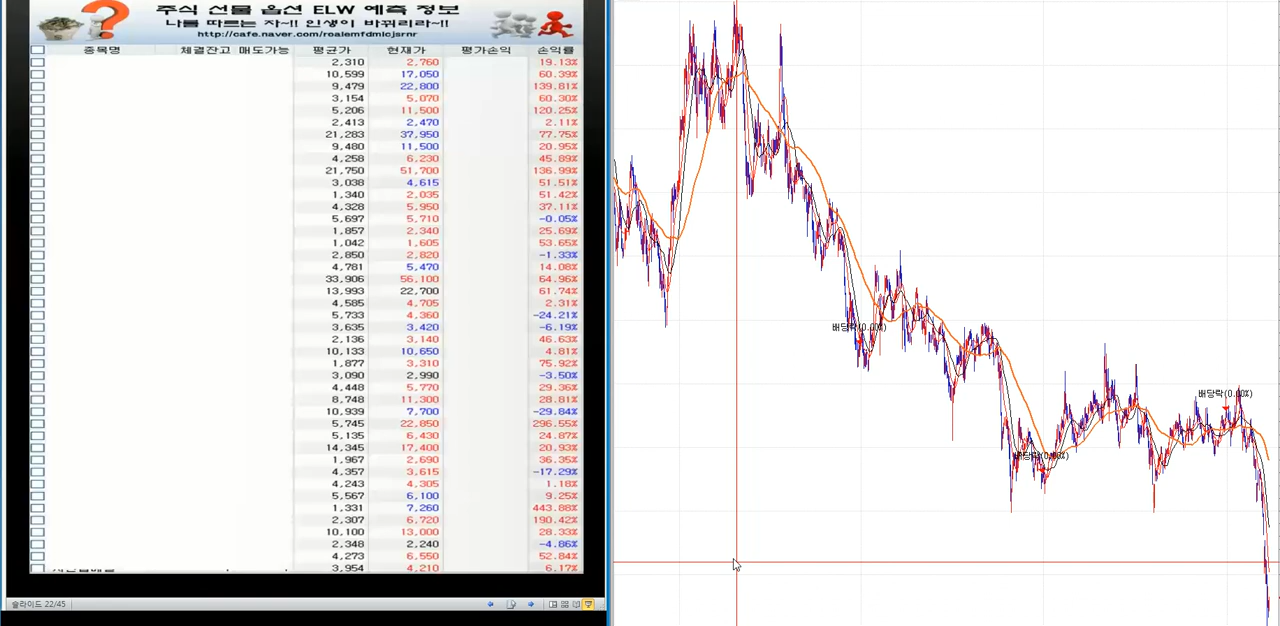 주식 선물 옵션 ELW 예측 정보
나를 따르는 자~!! 인생이 바뀌리라~!!
http://cafe.naver.com/realemfdmlcjsrnr
종목명 체결잔고 매도가능 평균가 현재가 평가손익 손익률
2,310 2,760 19.13%
10,599 17,050 60.39%
9,479 22,800 139.81%
3,154 5,070 60.30%
5,206 11,500 120.25%
2,413 2,470 2.11%
21,283 37,950 77.75%
9,480 11,500 20.95%
4,258 6,230 45.89%
21,750 51,700 136.99%
3,038 4,615 51.51%
1,340 2,035 51.42%
4,328 5,950 37.11%
5,697 5,710 -0.05%
1,857 2,340 25.69%
1,042 1,605 53.65%
2,850 2,820 -1.33%
4,781 5,470 14.08%
33,906 56,100 64.96%
13,993 22,700 61.74%
4,585 4,705 2.31%
5,733 4,360 -24.21%
3,635 3,420 -6.19%
2,136 3,140 46.63%
10,133 10,650 4.81%
1,877 3,310 75.92%
3,090 2,990 -3.50%
4,448 5,770 29.36%
8,748 11,300 28.81%
10,939 7,700 -29.84%
5,745 22,850 296.55%
5,135 6,430 24.87%
14,345 17,400 20.93%
1,967 2,690 36.35%
4,357 3,615 -17.29%
4,243 4,305 1.18%
5,567 6,100 9.25%
1,331 7,260 443.88%
2,307 6,720 190.42%
10,100 13,000 28.33%
2,348 2,240 -4.86%
4,273 6,550 52.84%
3,954 4,210 6.17%
슬라이드 22/45
배당락(0.00%)
배당락(0.00%)
배당락(0.00%)